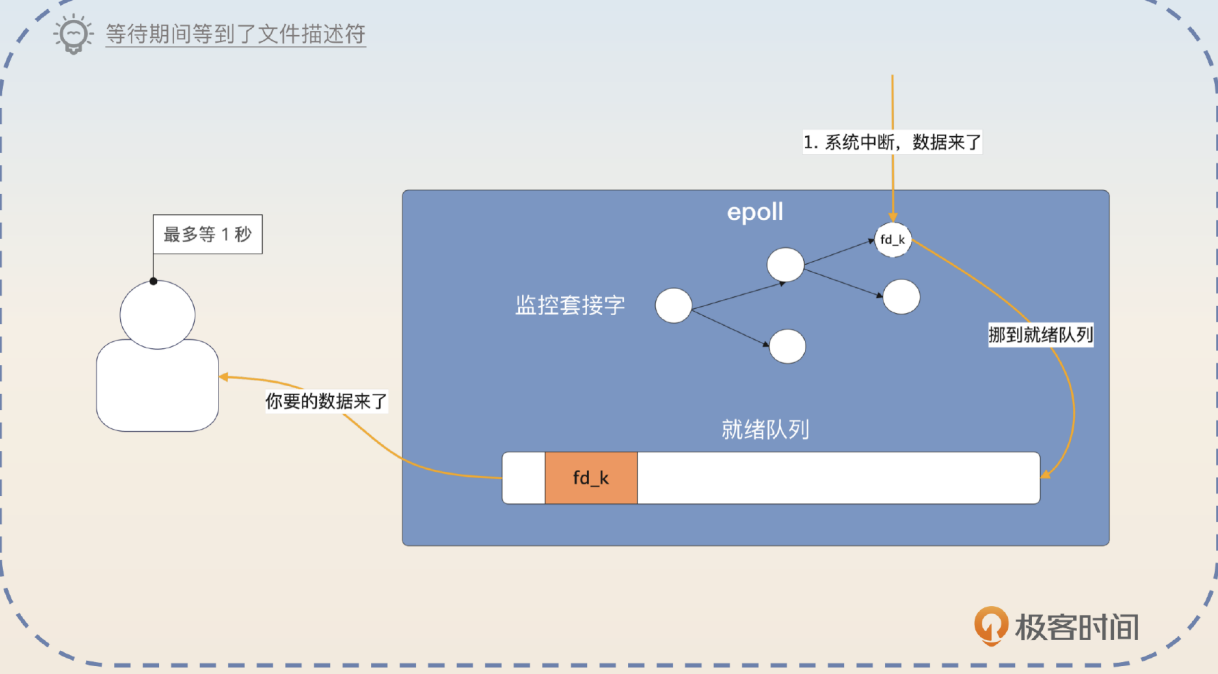 等待期间等到了文件描述符
1. 系统中断，数据来了
epoll
最多等 1 秒
fd_k
监控套接字
挪到就绪队列
你要的数据来了
就绪队列
fd_k
极客时间